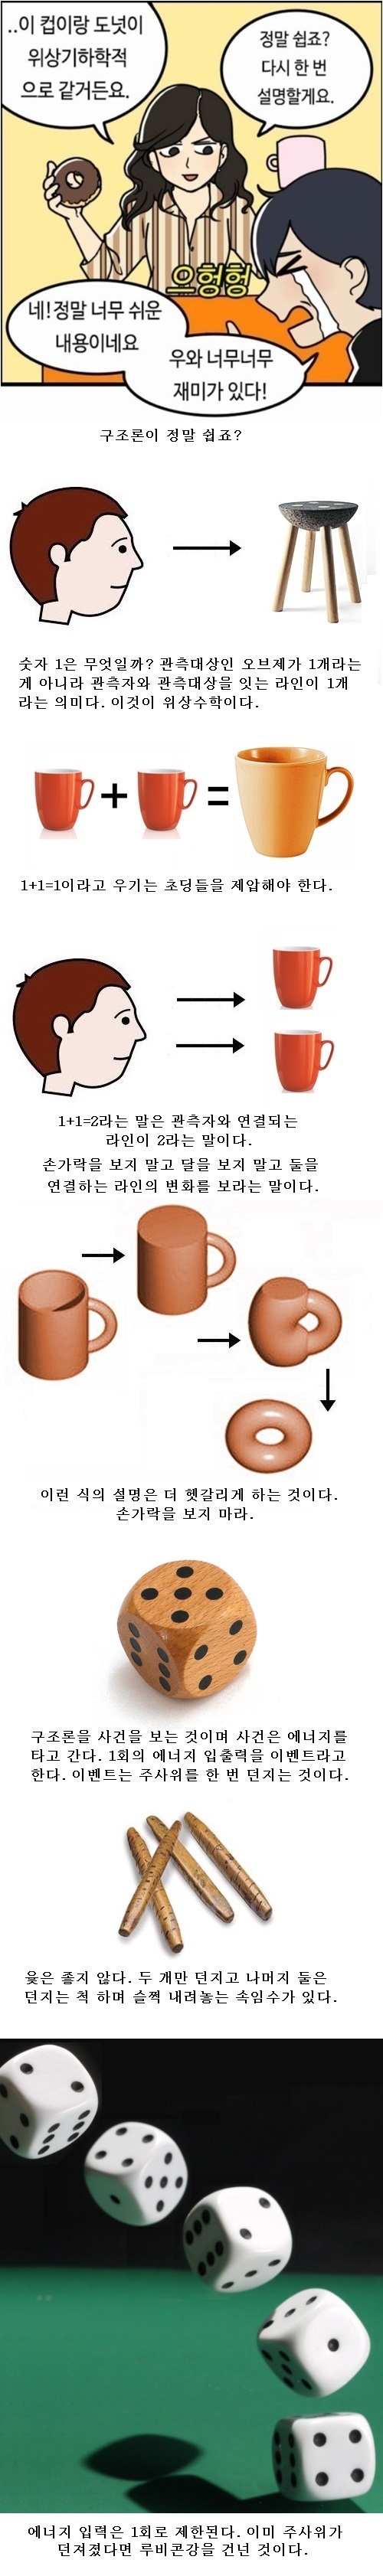 ..이 컵이랑 도넛이
위상기하학적
으로 같거든요.
정말 쉽죠?
다시 한 번
설명할게요.
으헝헝
네! 정말 너무 쉬운
내용이네요
우와 너무너무
재미가 있다!
구조론이 정말 쉽죠?
숫자 1은 무엇일까? 관측대상인 오브제가 1개라는
게 아니라 관측자와 관측대상을 잇는 라인이 1개
라는 의미다. 이것이 위상수학이다.
+ =
1+1=1이라고 우기는 초딩들을 제압해야 한다.
1+1=2라는 말은 관측자와 연결되는
라인이 2라는 말이다.
손가락을 보지 말고 달을 보지 말고 둘을
연결하는 라인의 변화를 보라는 말이다.
이런 식의 설명은 더 헷갈리게 하는 것이다.
손가락을 보지 마라.
구조론을 사건을 보는 것이며 사건은 에너지를
타고 간다. 1회의 에너지 입출력을 이벤트라고
한다. 이벤트는 주사위를 한 번 던지는 것이다.
윷은 좋지 않다. 두 개만 던지고 나머지 둘은
던지는 척 하며 슬쩍 내려놓는 속임수가 있다.
에너지 입력은 1회로 제한된다. 이미 주사위가
던져졌다면 루비콘강을 건넌 것이다.